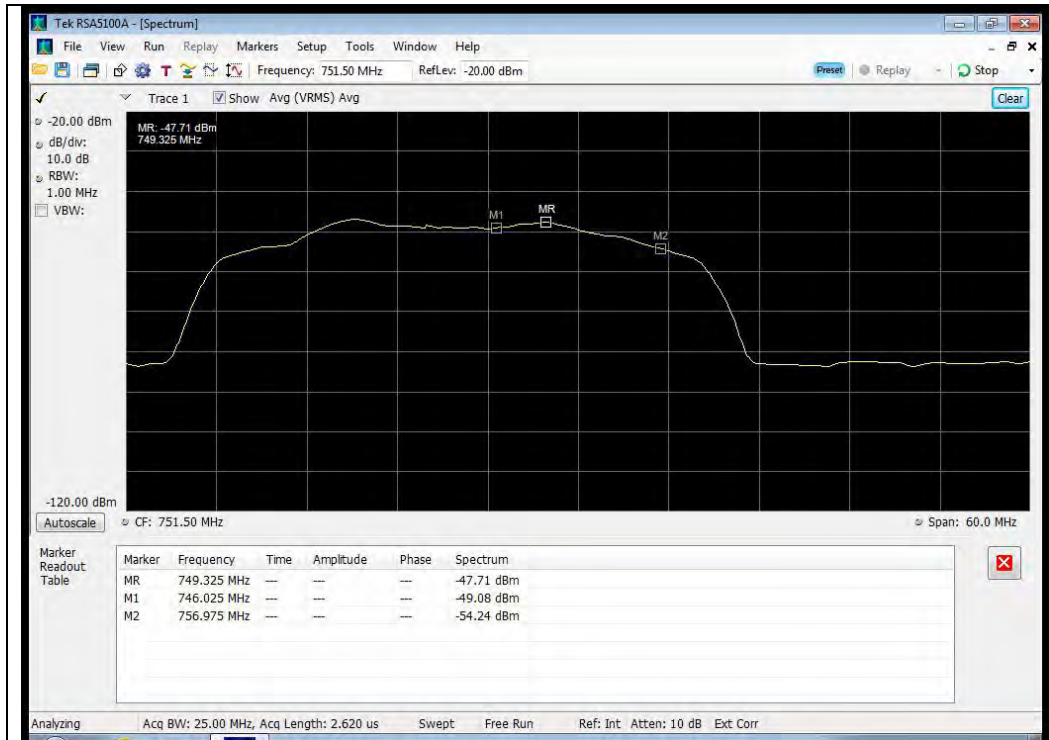 Tek RSA5100A - [Spectrum]
File View Run Replay Markers Setup Tools Window Help
T Frequency: 751.50 MHz RefLev: -20.00 dBm Preset Replay Stop
Trace 1 Show Avg (VRMS) Avg Clear
-20.00 dBm
dB/div:
10.0 dB
RBW:
1.00 MHz
VBW:
MR: -47.71 dBm
749.325 MHz
M1
MR
M2
-120.00 dBm
Autoscale CF: 751.50 MHz Span: 60.0 MHz
Marker
Readout
Table
Marker Frequency Time Amplitude Phase Spectrum
MR 749.325 MHz --- --- --- -47.71 dBm
M1 746.025 MHz --- --- --- -49.08 dBm
M2 756.975 MHz --- --- --- -54.24 dBm
Analyzing Acq BW: 25.00 MHz, Acq Length: 2.620 us Swept Free Run Ref: Int Atten: 10 dB Ext Corr